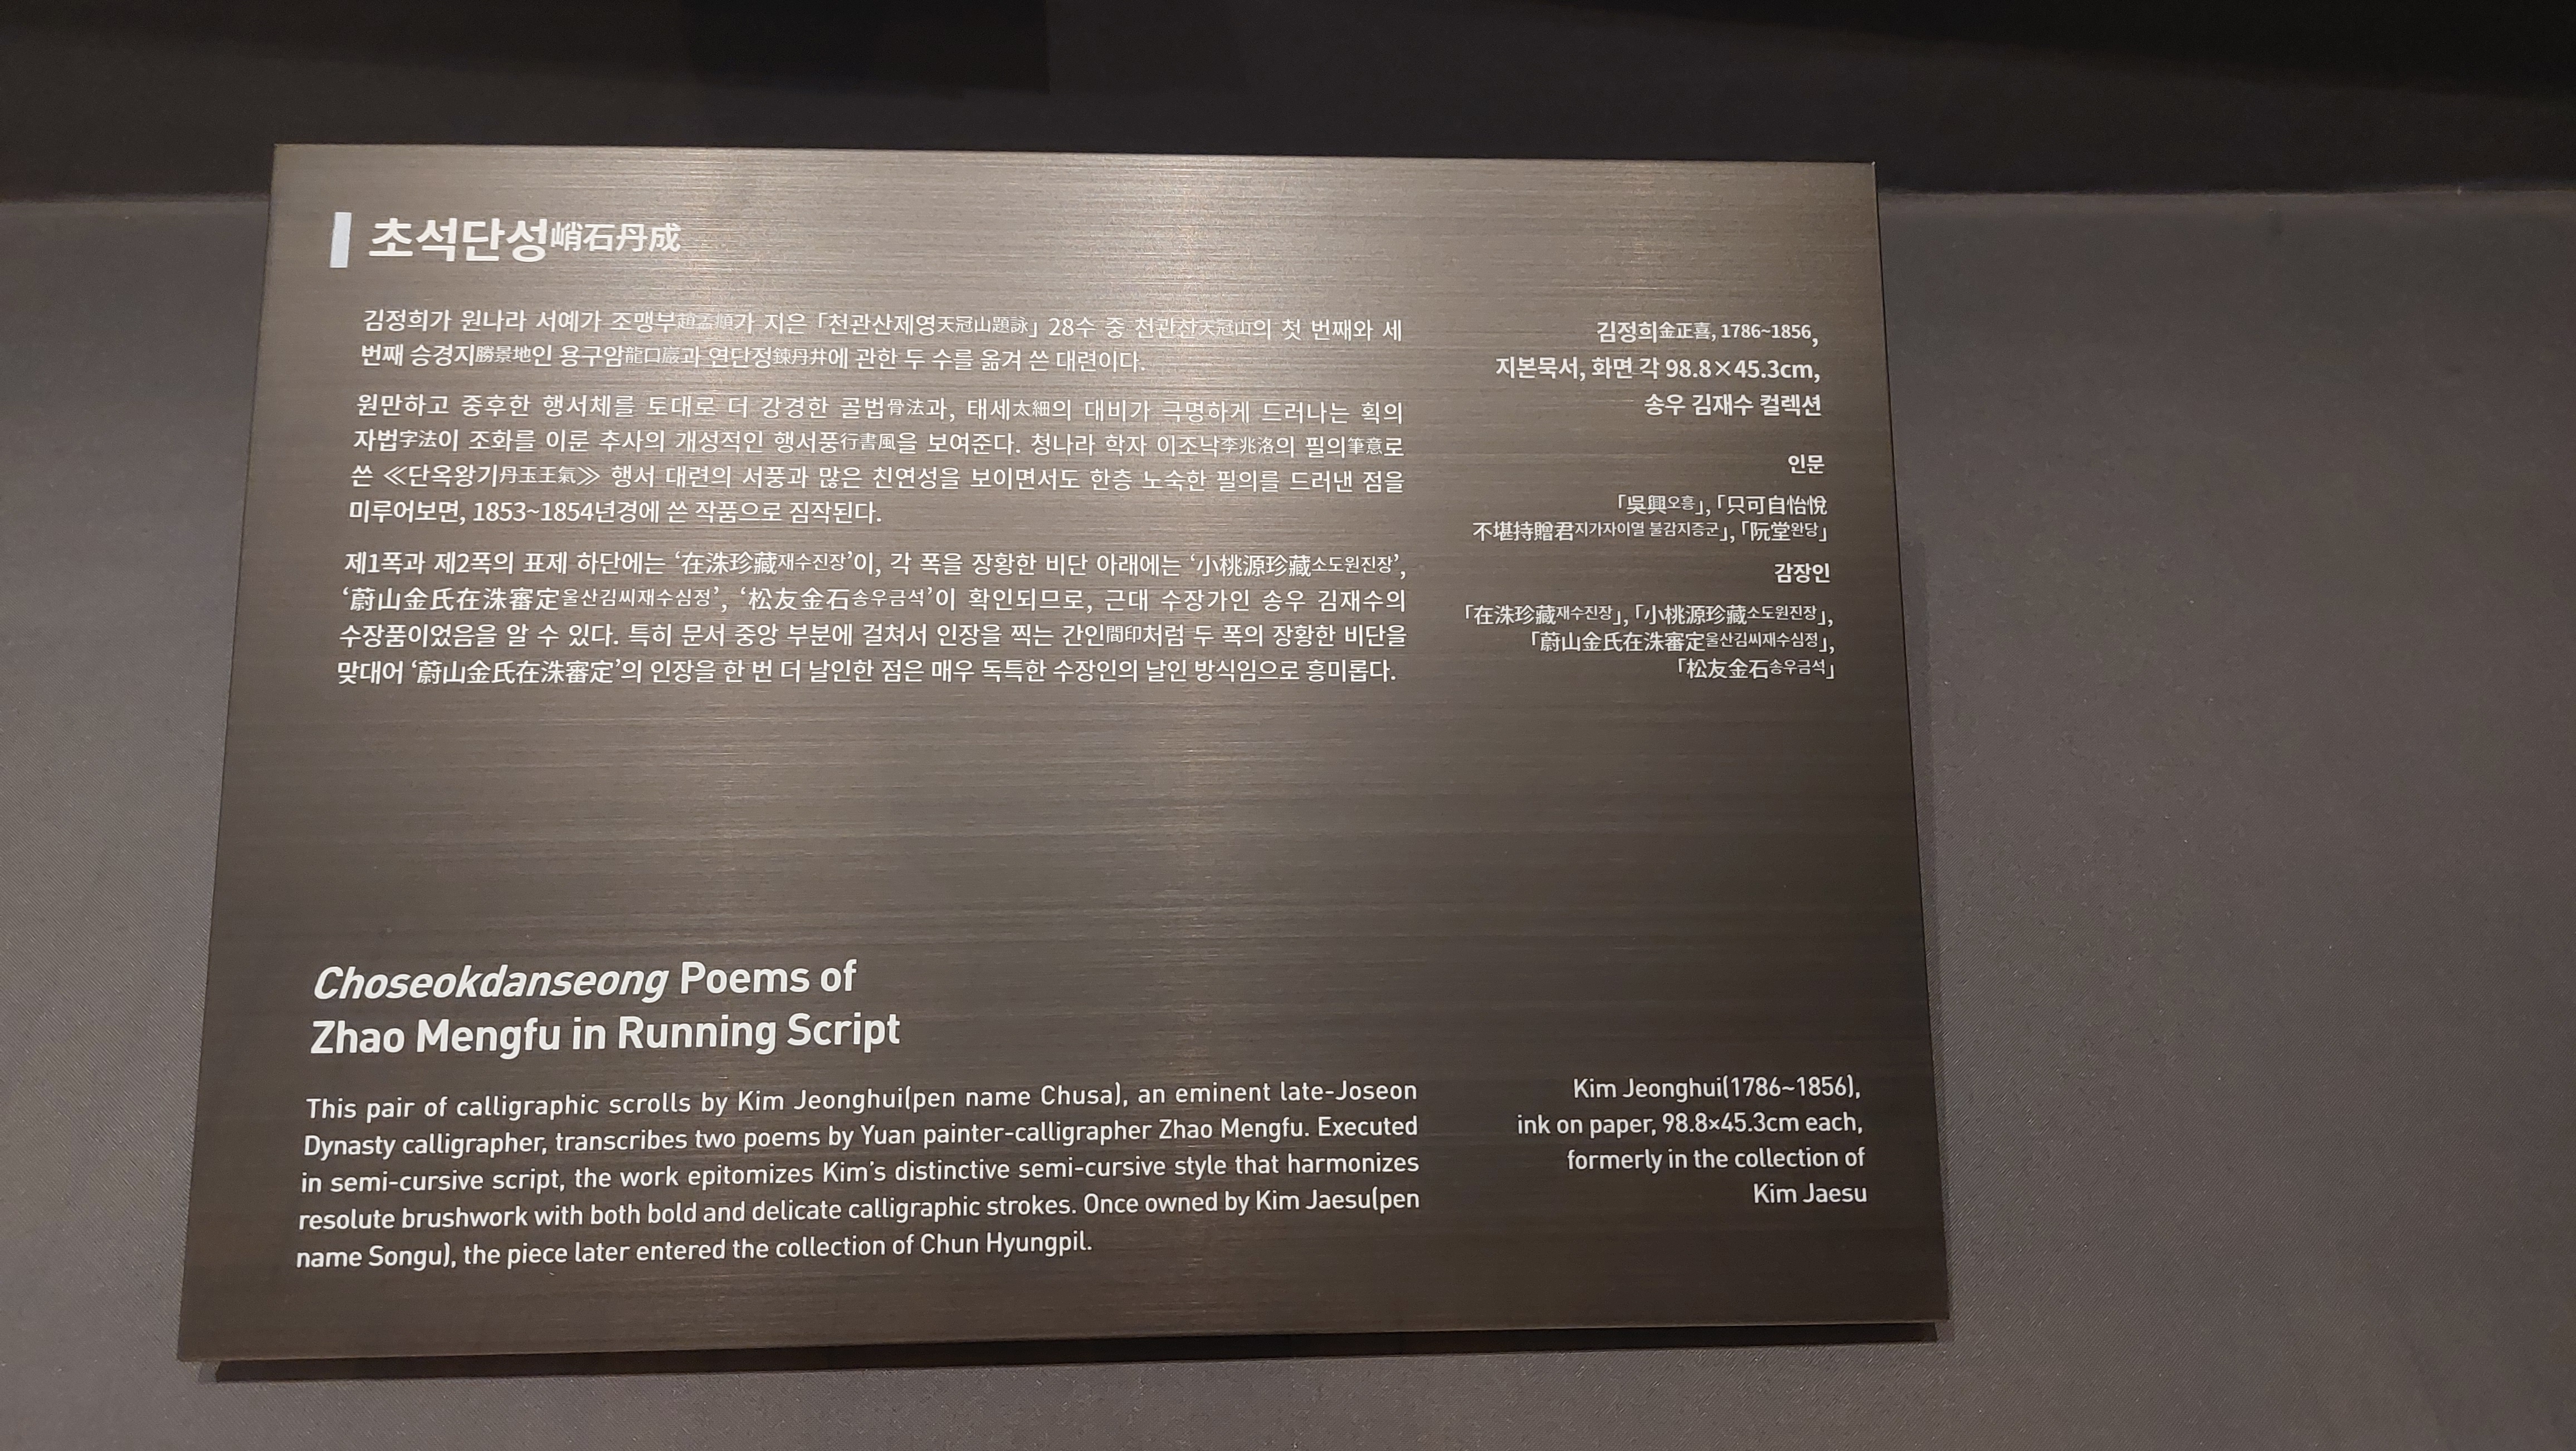 초석단성峭石丹成
김정희가 원나라 서예가 조맹부趙孟頫가 지은 「천관산제영天冠山題詠」 28수 중 천관산天冠山의 첫 번째와 세
번째 승경지勝景地인 용구암龍口巖과 연단정鍊丹井에 관한 두 수를 옮겨 쓴 대련이다.
원만하고 중후한 행서체를 토대로 더 강경한 골법骨法과, 태세太細의 대비가 극명하게 드러나는 획의
자법字法이 조화를 이룬 추사의 개성적인 행서풍行書風을 보여준다. 청나라 학자 이조낙李兆洛의 필의筆意로
쓴 ≪단옥왕기丹玉王氣≫ 행서 대련의 서풍과 많은 친연성을 보이면서도 한층 노숙한 필의를 드러낸 점을
미루어보면, 1853~1854년경에 쓴 작품으로 짐작된다.
제1폭과 제2폭의 표제 하단에는 ‘在洙珍藏재수진장’이, 각 폭을 장황한 비단 아래에는 ‘小桃源珍藏소도원진장’,
‘蔚山金氏在洙審定울산김씨재수심정’, ‘松友金石송우금석’이 확인되므로, 근대 수장가인 송우 김재수의
수장품이었음을 알 수 있다. 특히 문서 중앙 부분에 걸쳐서 인장을 찍는 간인間印처럼 두 폭의 장황한 비단을
맞대어 ‘蔚山金氏在洙審定’의 인장을 한 번 더 날인한 점은 매우 독특한 수장인의 날인 방식임으로 흥미롭다.
김정희金正喜, 1786~1856,
지본묵서, 화면 각 98.8×45.3cm,
송우 김재수 컬렉션
인문
「吳興오흥」, 「只可自怡悅
不堪持贈君지가자이열 불감지증군」, 「阮堂완당」
감장인
「在洙珍藏재수진장」, 「小桃源珍藏소도원진장」,
「蔚山金氏在洙審定울산김씨재수심정」,
「松友金石송우금석」
Choseokdanseong Poems of
Zhao Mengfu in Running Script
This pair of calligraphic scrolls by Kim Jeonghui(pen name Chusa), an eminent late-Joseon
Dynasty calligrapher, transcribes two poems by Yuan painter-calligrapher Zhao Mengfu. Executed
in semi-cursive script, the work epitomizes Kim's distinctive semi-cursive style that harmonizes
resolute brushwork with both bold and delicate calligraphic strokes. Once owned by Kim Jaesu(pen
name Songu), the piece later entered the collection of Chun Hyungpil.
Kim Jeonghui(1786~1856),
ink on paper, 98.8×45.3cm each,
formerly in the collection of
Kim Jaesu